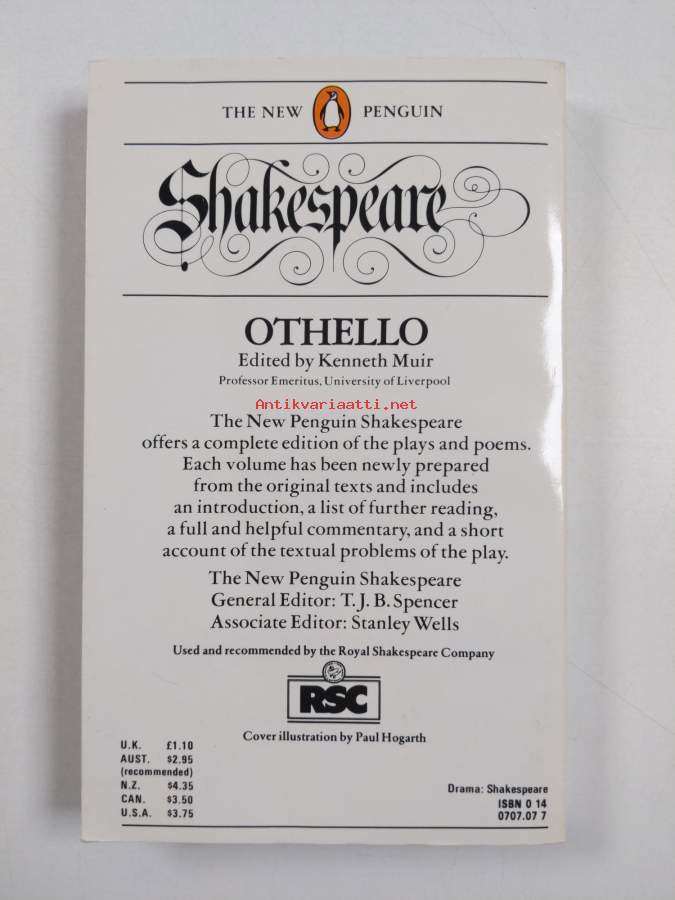 THE NEW PENGUIN
Shakespeare
OTHELLO
Edited by Kenneth Muir
Professor Emeritus, University of Liverpool
Antikvariaatti.net
The New Penguin Shakespeare
offers a complete edition of the plays and poems.
Each volume has been newly prepared
from the original texts and includes
an introduction, a list of further reading,
a full and helpful commentary, and a short
account of the textual problems of the play.
The New Penguin Shakespeare
General Editor: T. J. B. Spencer
Associate Editor: Stanley Wells
Used and recommended by the Royal Shakespeare Company
RSC
Cover illustration by Paul Hogarth
U.K. £1.10
AUST. $2.95
(recommended)
N.Z. $4.35
CAN. $3.50
U.S.A. $3.75
Drama: Shakespeare
ISBN 0 14
0707.07 7